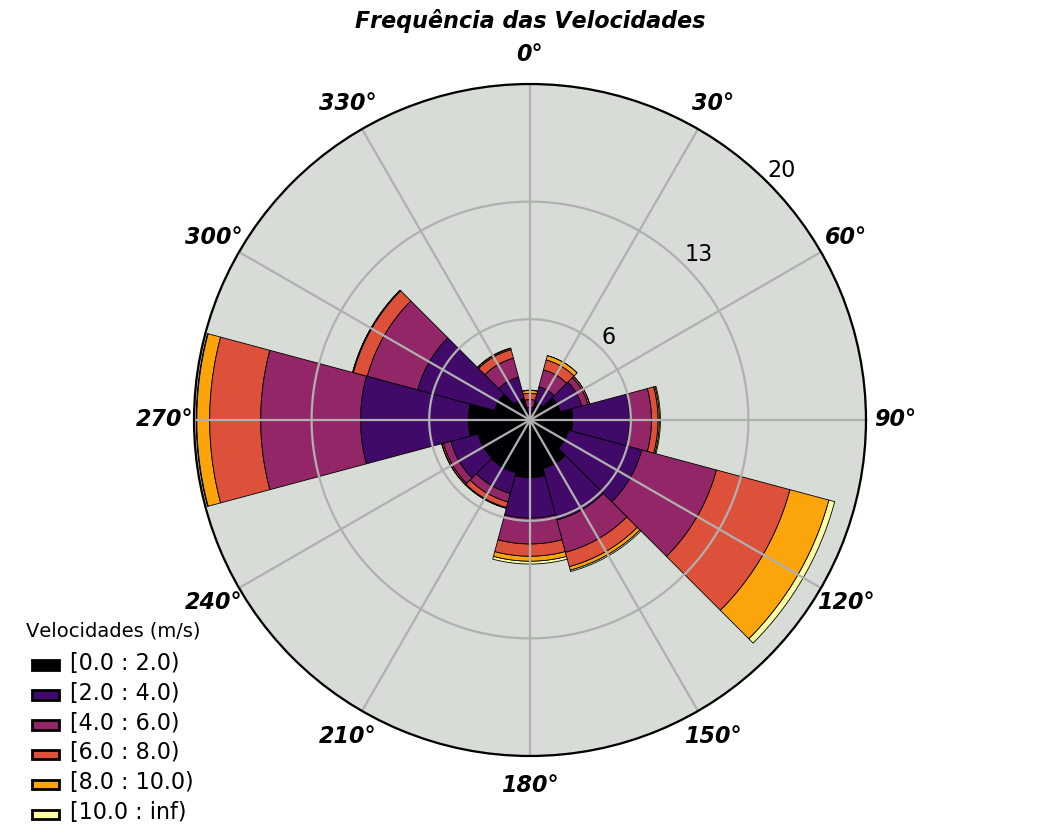 Frequência das Velocidades
0°
330°
30°
20
300°
60°
13
6
270°
90°
240°
120°
210°
150°
180°
Velocidades (m/s)
[0.0 : 2.0)
[2.0 : 4.0)
[4.0 : 6.0)
[6.0 : 8.0)
[8.0 : 10.0)
[10.0 : inf)